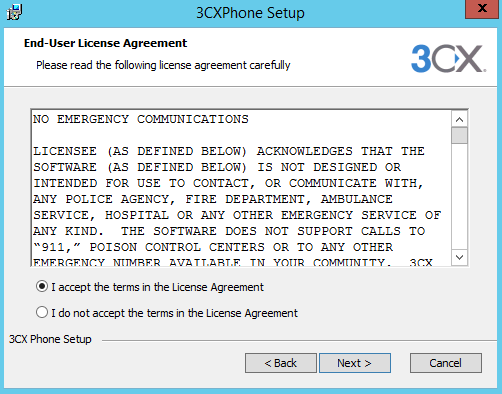 3CXPhone Setup
x
End-User License Agreement
Please read the following license agreement carefully
3CX
NO EMERGENCY COMMUNICATIONS
LICENSEE (AS DEFINED BELOW) ACKNOWLEDGES THAT THE
SOFTWARE (AS DEFINED BELOW) IS NOT DESIGNED OR
INTENDED FOR USE TO CONTACT, OR COMMUNICATE WITH,
ANY POLICE AGENCY, FIRE DEPARTMENT, AMBULANCE
SERVICE, HOSPITAL OR ANY OTHER EMERGENCY SERVICE OF
ANY KIND.  THE SOFTWARE DOES NOT SUPPORT CALLS TO
“911,” POISON CONTROL CENTERS OR TO ANY OTHER
EMERGENCY NUMBER AVAILABLE IN YOUR COMMUNITY.  3CX
I accept the terms in the License Agreement
I do not accept the terms in the License Agreement
3CX Phone Setup
< Back
Next >
Cancel